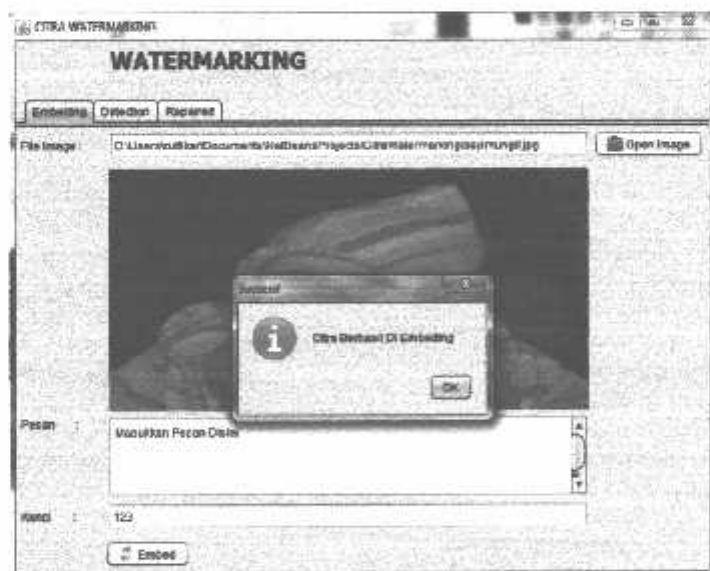 CITRA WATERMARKING
WATERMARKING
Embedding Detection Repaired
File Image : Open Image
Citra Berhasil Di Embedding
OK
Pesan :
Masukkan Pesan Disini
Kunci : 123
Embed